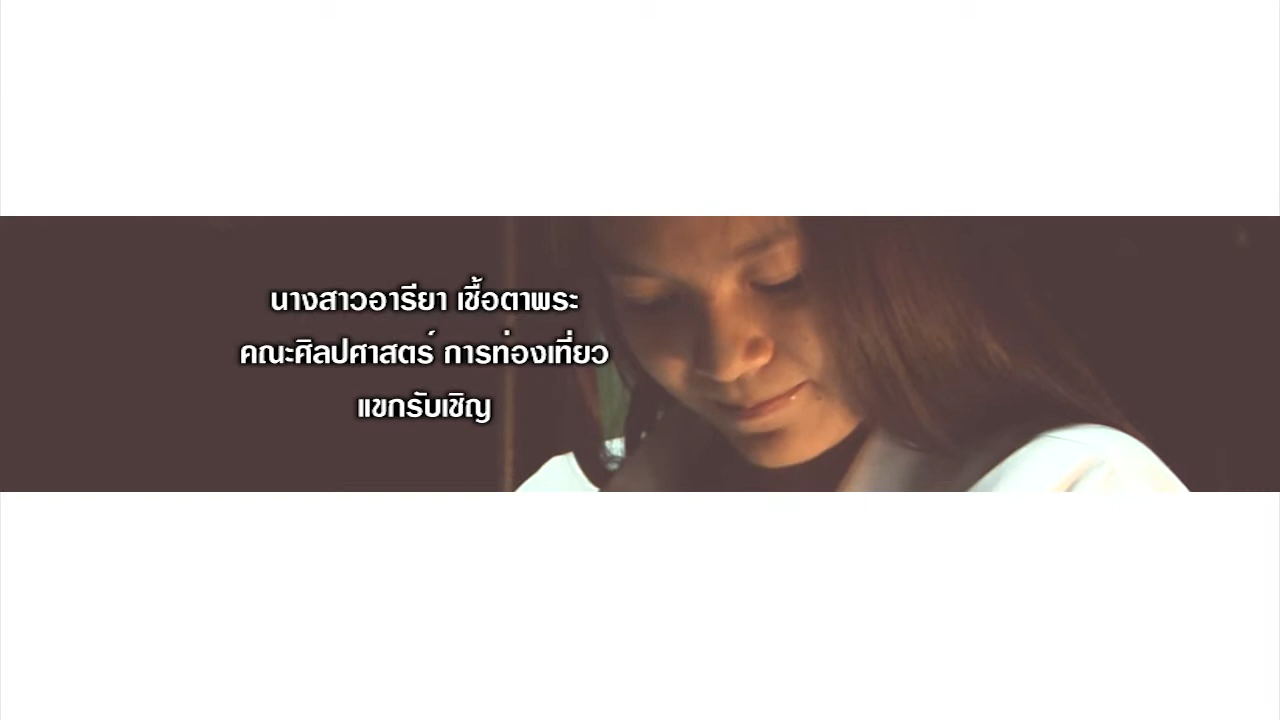 นางสาวอารียา เชื้อตาพระ
คณะศิลปศาสตร์ การท่องเที่ยว
แขกรับเชิญ